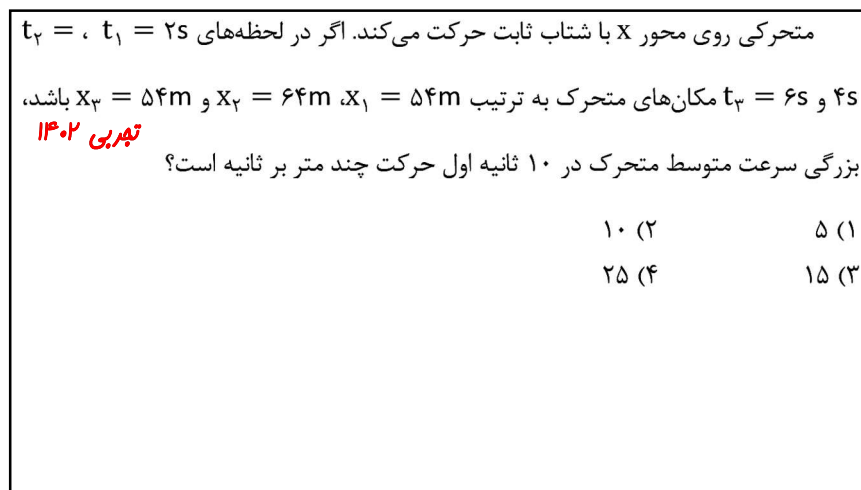 متحرکی روی محور x با شتاب ثابت حرکت می‌کند. اگر در لحظه‌های t₁ = ۲s ، t₂ =
۴s و t₃ = ۶s مکان‌های متحرک به ترتیب x₁ = ۵۴m، x₂ = ۶۴m و x₃ = ۵۴m باشد،
تجربی ۱۴۰۲
بزرگی سرعت متوسط متحرک در ۱۰ ثانیه اول حرکت چند متر بر ثانیه است؟
۱) ۵ ۲) ۱۰
۳) ۱۵ ۴) ۲۵